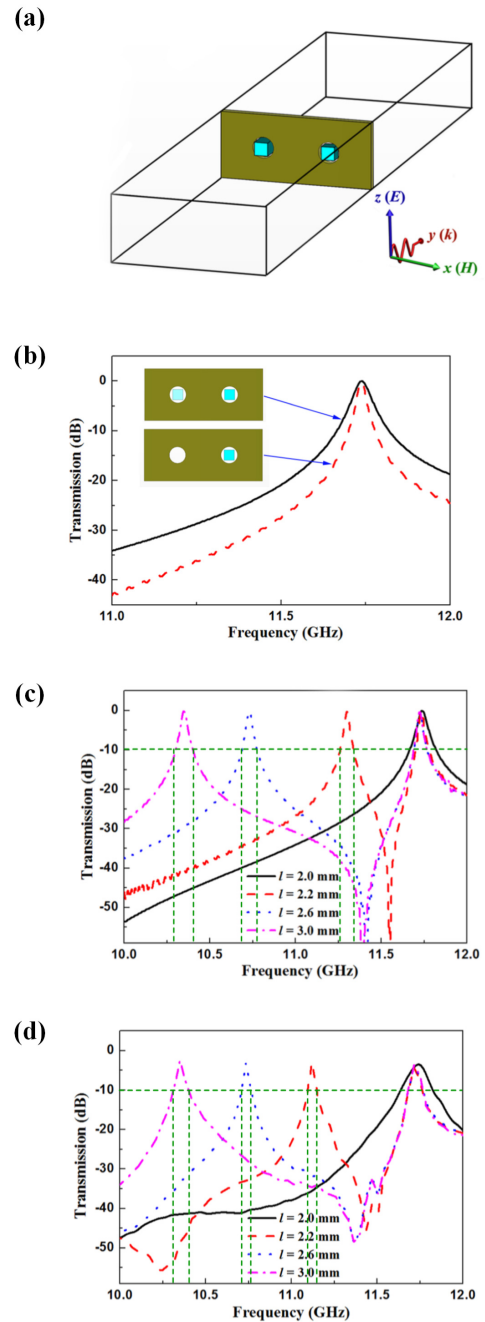 (a)
z (E)
y (k)
x (H)
(b)
Transmission (dB)
0
-10
-20
-30
-40
11.0
11.5
12.0
Frequency (GHz)
(c)
Transmission (dB)
0
-10
-20
-30
-40
-50
l = 2.0 mm
l = 2.2 mm
l = 2.6 mm
l = 3.0 mm
10.0
10.5
11.0
11.5
12.0
Frequency (GHz)
(d)
Transmission (dB)
0
-10
-20
-30
-40
-50
l = 2.0 mm
l = 2.2 mm
l = 2.6 mm
l = 3.0 mm
10.0
10.5
11.0
11.5
12.0
Frequency (GHz)